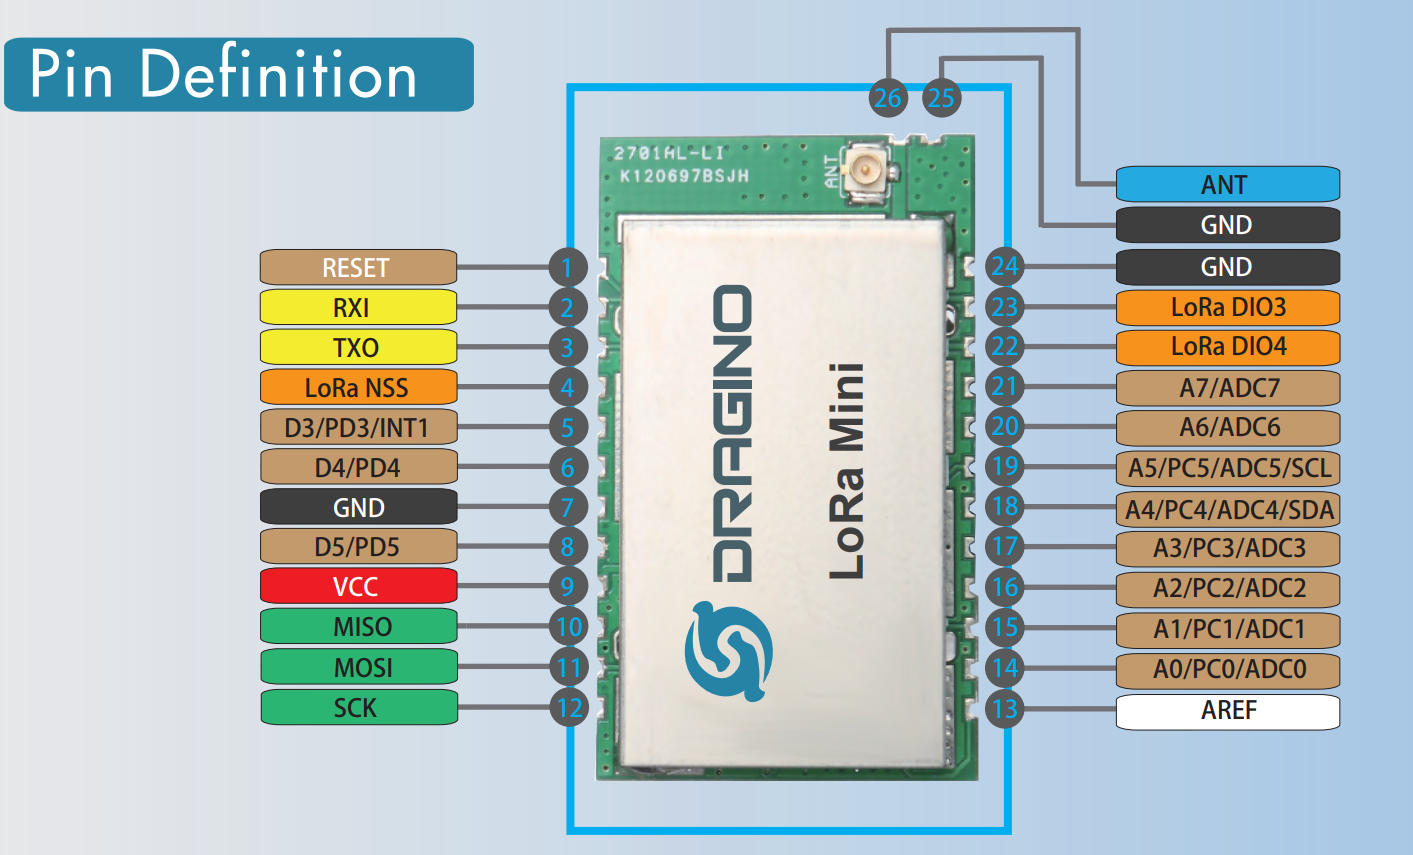 Pin Definition
26
25
2701AL-LI
K120697BSJH
ANT
ANT
GND
RESET
1
24
GND
RXI
2
23
LoRa DIO3
TXO
3
22
LoRa DIO4
LoRa NSS
4
21
A7/ADC7
D3/PD3/INT1
5
20
A6/ADC6
D4/PD4
6
19
A5/PC5/ADC5/SCL
GND
7
18
A4/PC4/ADC4/SDA
D5/PD5
8
17
A3/PC3/ADC3
VCC
9
16
A2/PC2/ADC2
MISO
10
15
A1/PC1/ADC1
MOSI
11
14
A0/PC0/ADC0
SCK
12
13
AREF
DRAGINO
LoRa Mini